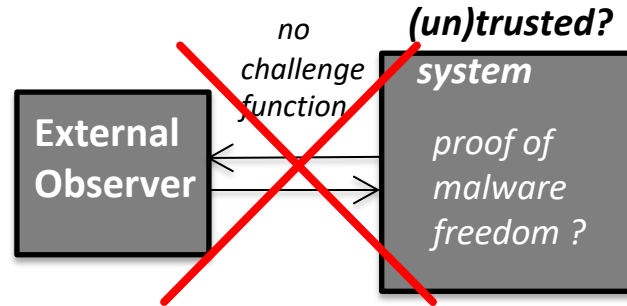 External
Observer
no
challenge
function
(un)trusted?
system
proof of
malware
freedom ?